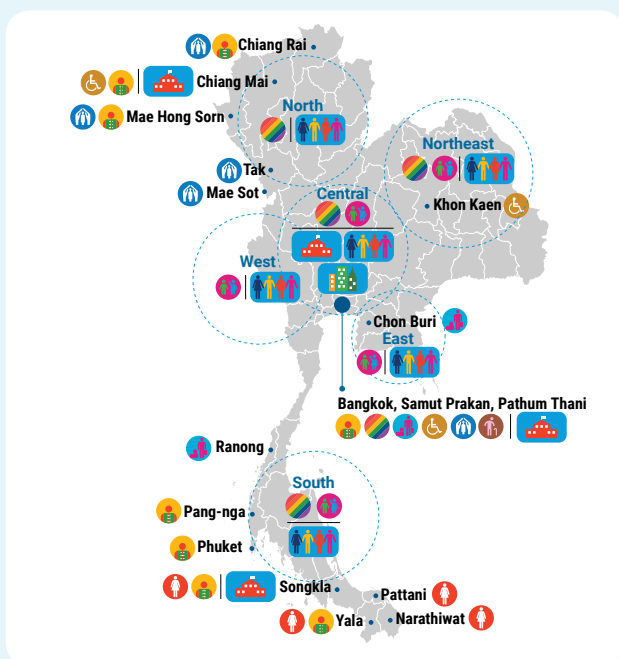 Chiang Rai
Chiang Mai
North
Mae Hong Sorn
Northeast
Tak
Mae Sot
Central
Khon Kaen
West
Chon Buri
East
Bangkok, Samut Prakan, Pathum Thani
Ranong
South
Pang-nga
Phuket
Songkla
Pattani
Yala
Narathiwat